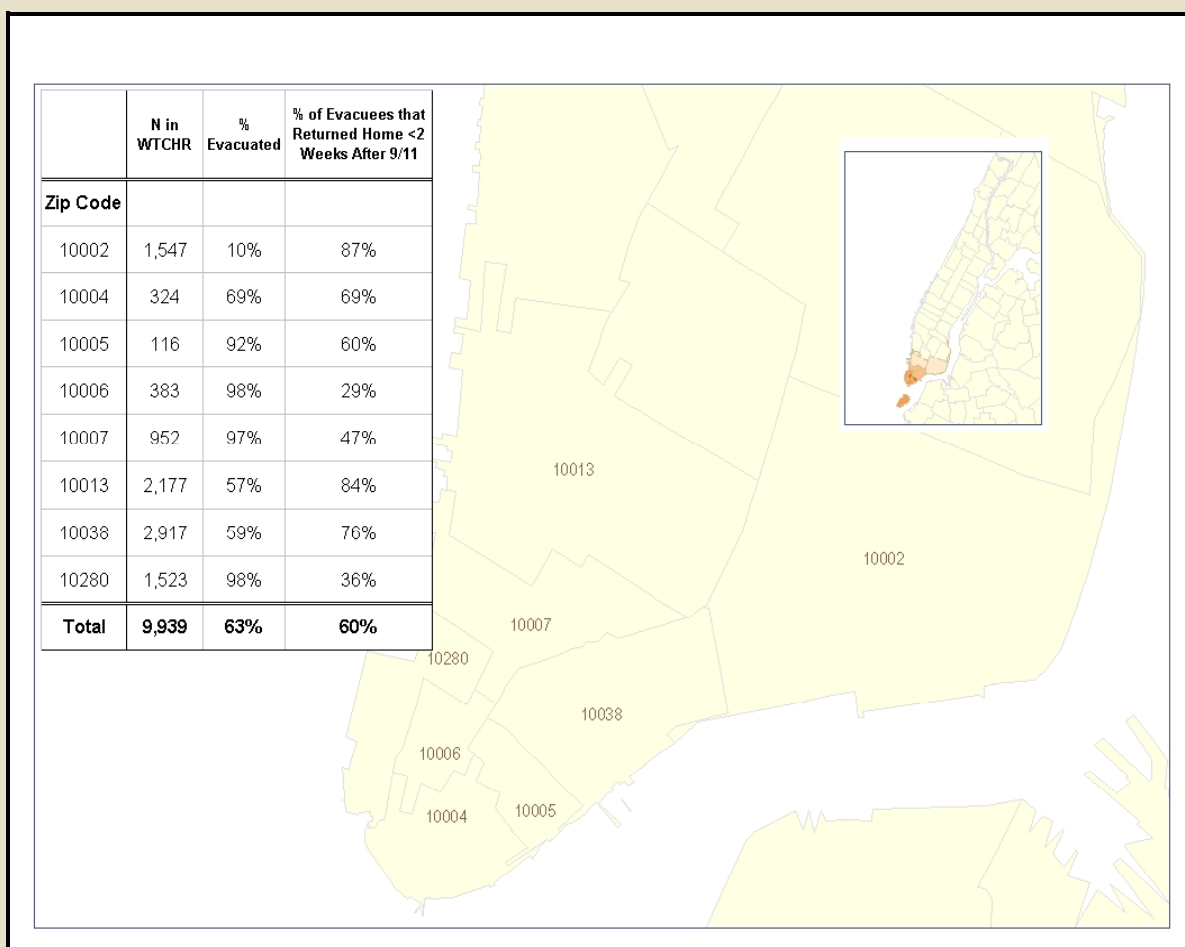 N in WTCHR % Evacuated % of Evacuees that Returned Home <2 Weeks After 9/11
Zip Code
10002 1,547 10% 87%
10004 324 69% 69%
10005 116 92% 60%
10006 383 98% 29%
10007 952 97% 47%
10013 2,177 57% 84%
10038 2,917 59% 76%
10280 1,523 98% 36%
Total 9,939 63% 60%
10013
10002
10007
10280
10038
10006
10005
10004